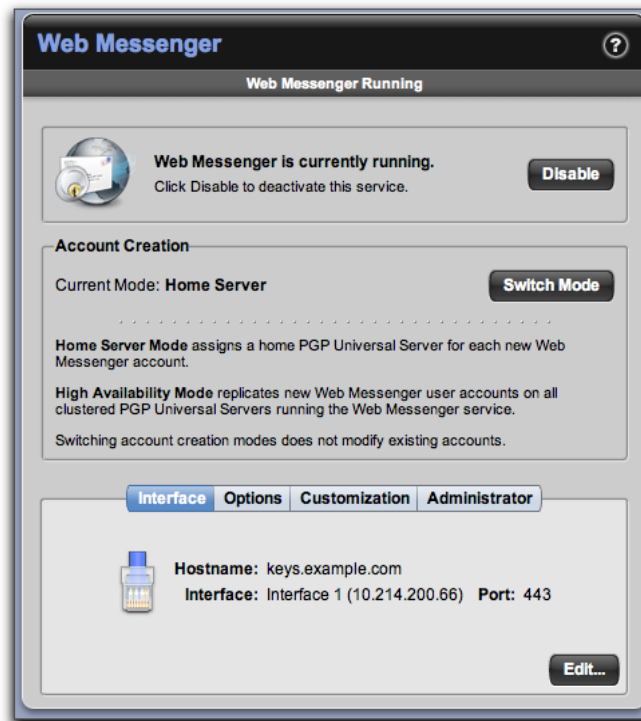 Web Messenger
?
Web Messenger Running
Web Messenger is currently running.
Click Disable to deactivate this service.
Disable
Account Creation
Current Mode: Home Server
Switch Mode
Home Server Mode assigns a home PGP Universal Server for each new Web
Messenger account.
High Availability Mode replicates new Web Messenger user accounts on all
clustered PGP Universal Servers running the Web Messenger service.
Switching account creation modes does not modify existing accounts.
Interface Options Customization Administrator
Hostname: keys.example.com
Interface: Interface 1 (10.214.200.66) Port: 443
Edit...